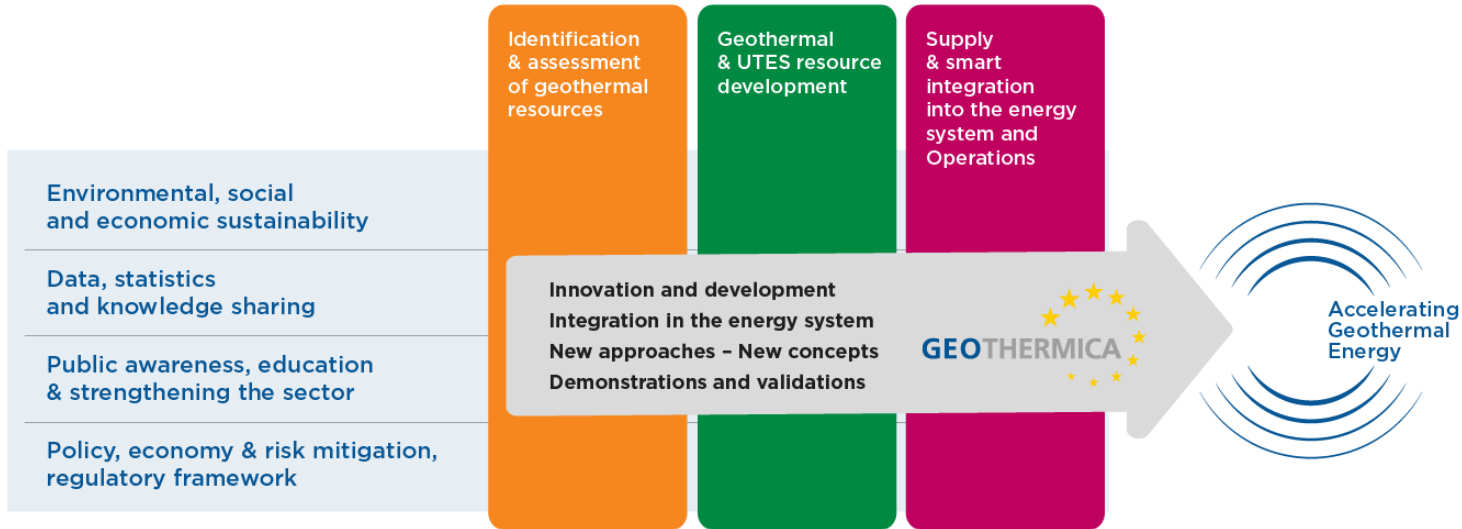 Identification
& assessment
of geothermal
resources
Geothermal
& UTES resource
development
Supply
& smart
integration
into the energy
system and
Operations
Environmental, social
and economic sustainability
Data, statistics
and knowledge sharing
Public awareness, education
& strengthening the sector
Policy, economy & risk mitigation,
regulatory framework
Innovation and development
Integration in the energy system
New approaches – New concepts
Demonstrations and validations
GEOTHERMICA
Accelerating
Geothermal
Energy